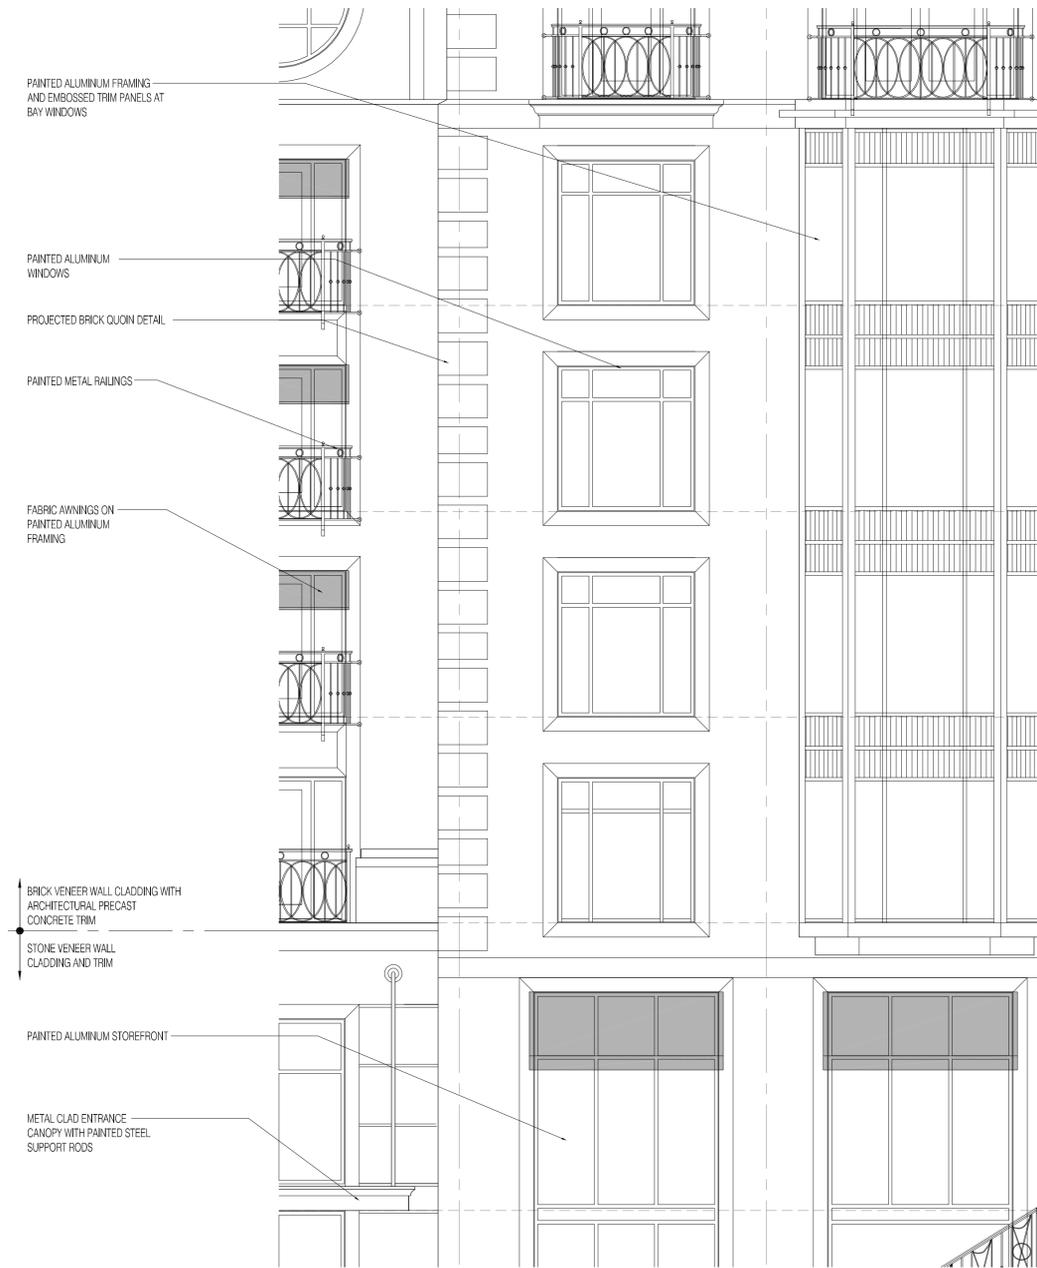 PAINTED ALUMINUM FRAMING
AND EMBOSSED TRIM PANELS AT
BAY WINDOWS
PAINTED ALUMINUM
WINDOWS
PROJECTED BRICK QUOIN DETAIL
PAINTED METAL RAILINGS
FABRIC AWNINGS ON
PAINTED ALUMINUM
FRAMING
BRICK VENEER WALL CLADDING WITH
ARCHITECTURAL PRECAST
CONCRETE TRIM
STONE VENEER WALL
CLADDING AND TRIM
PAINTED ALUMINUM STOREFRONT
METAL CLAD ENTRANCE
CANOPY WITH PAINTED STEEL
SUPPORT RODS